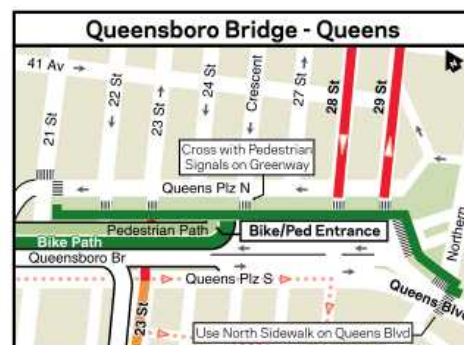 Queensboro Bridge - Queens
41 Av
21 St
22 St
23 St
24 St
Crescent
27 St
28 St
29 St
Cross with Pedestrian
Signals on Greenway
Queens Plz N
Pedestrian Path
Bike/Ped Entrance
Bike Path
Queensboro Br
Northern
Queens Plz S
23 St
Queens Blvd
Use North Sidewalk on Queens Blvd